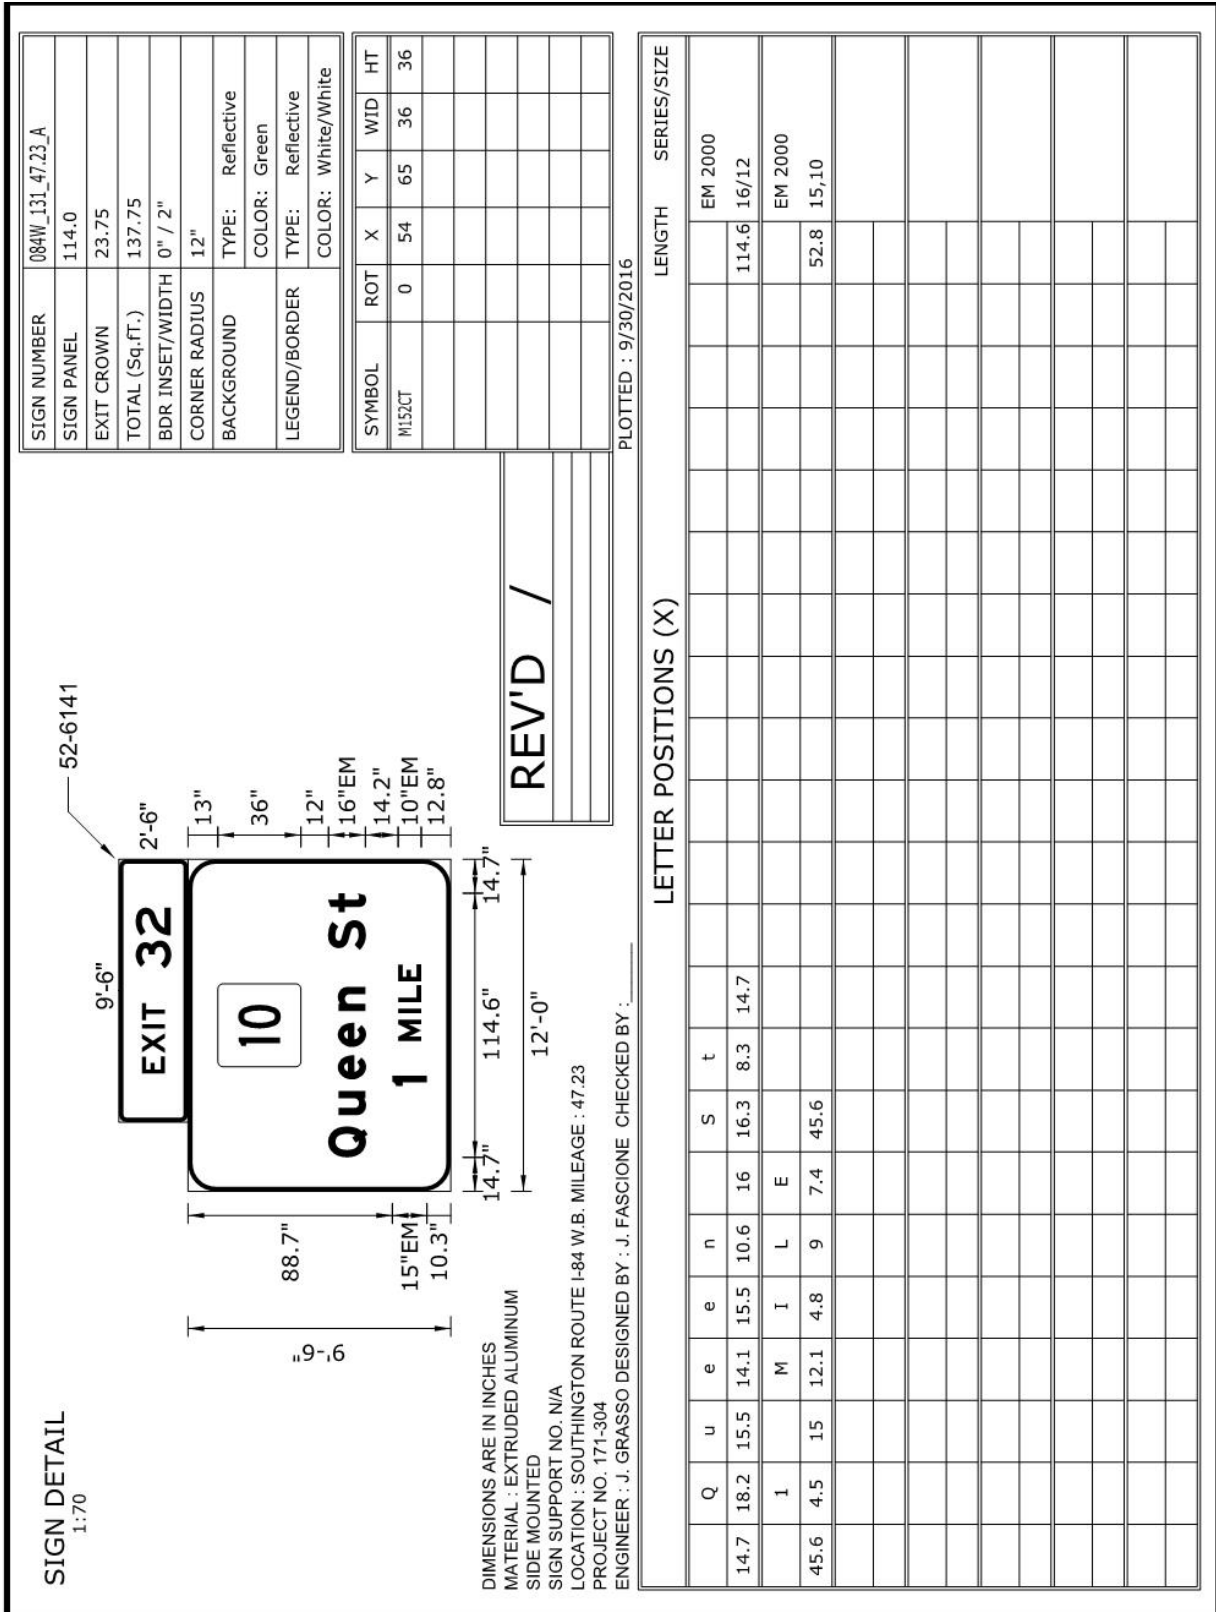 SIGN DETAIL
1:70
52-6141
9'-6"
2'-6"
EXIT 32
10
Queen St
1 MILE
13"
36"
12"
16"EM
14.2"
10"EM
12.8"
88.7"
15"EM
10.3"
9'-6"
14.7"
114.6"
14.7"
12'-0"
DIMENSIONS ARE IN INCHES
MATERIAL : EXTRUDED ALUMINUM
SIDE MOUNTED
SIGN SUPPORT NO. N/A
LOCATION : SOUTHINGTON ROUTE I-84 W.B. MILEAGE : 47.23
PROJECT NO. 171-304
ENGINEER : J. GRASSO DESIGNED BY : J. FASCIONE CHECKED BY :
REV'D /
SIGN NUMBER 084W_131_47.23_A
SIGN PANEL 114.0
EXIT CROWN 23.75
TOTAL (Sq.fT.) 137.75
BDR INSET/WIDTH 0" / 2"
CORNER RADIUS 12"
BACKGROUND TYPE: Reflective
COLOR: Green
LEGEND/BORDER TYPE: Reflective
COLOR: White/White
SYMBOL ROT X Y WID HT
M152CT 0 54 65 36 36
PLOTTED : 9/30/2016
LETTER POSITIONS (X) LENGTH SERIES/SIZE
Q u e e n S t EM 2000
14.7 18.2 15.5 14.1 15.5 10.6 16 16.3 8.3 14.7 114.6 16/12
1 M I L E EM 2000
45.6 4.5 15 12.1 4.8 9 7.4 45.6 52.8 15,10